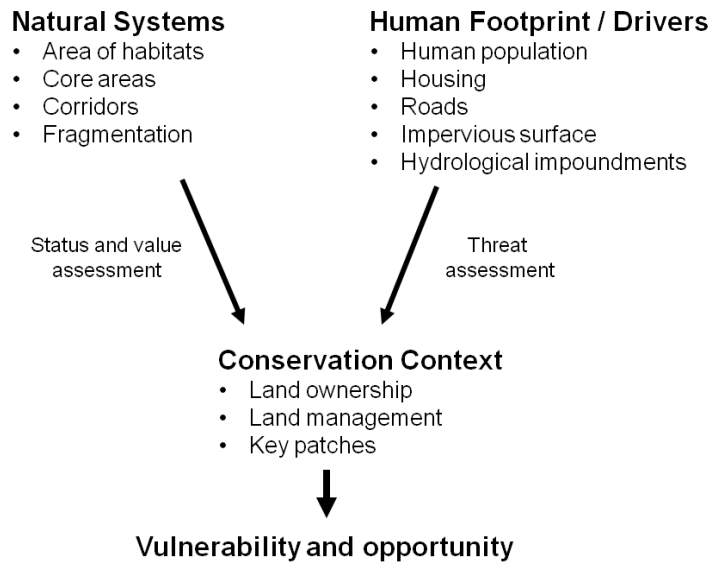 Natural Systems
• Area of habitats
• Core areas
• Corridors
• Fragmentation
Human Footprint / Drivers
• Human population
• Housing
• Roads
• Impervious surface
• Hydrological impoundments
Status and value
assessment
Threat
assessment
Conservation Context
• Land ownership
• Land management
• Key patches
Vulnerability and opportunity